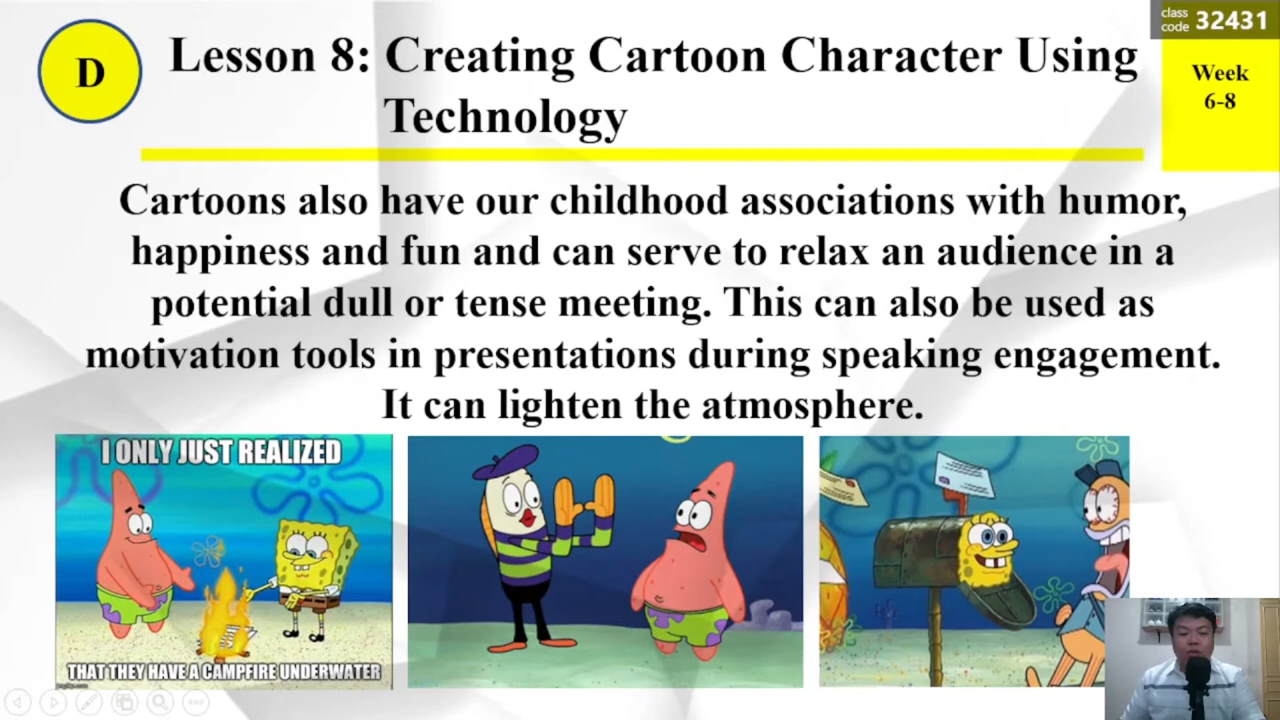 class
code 32431
D
Lesson 8: Creating Cartoon Character Using
Technology
Week
6-8
Cartoons also have our childhood associations with humor,
happiness and fun and can serve to relax an audience in a
potential dull or tense meeting. This can also be used as
motivation tools in presentations during speaking engagement.
It can lighten the atmosphere.
I ONLY JUST REALIZED
THAT THEY HAVE A CAMPFIRE UNDERWATER